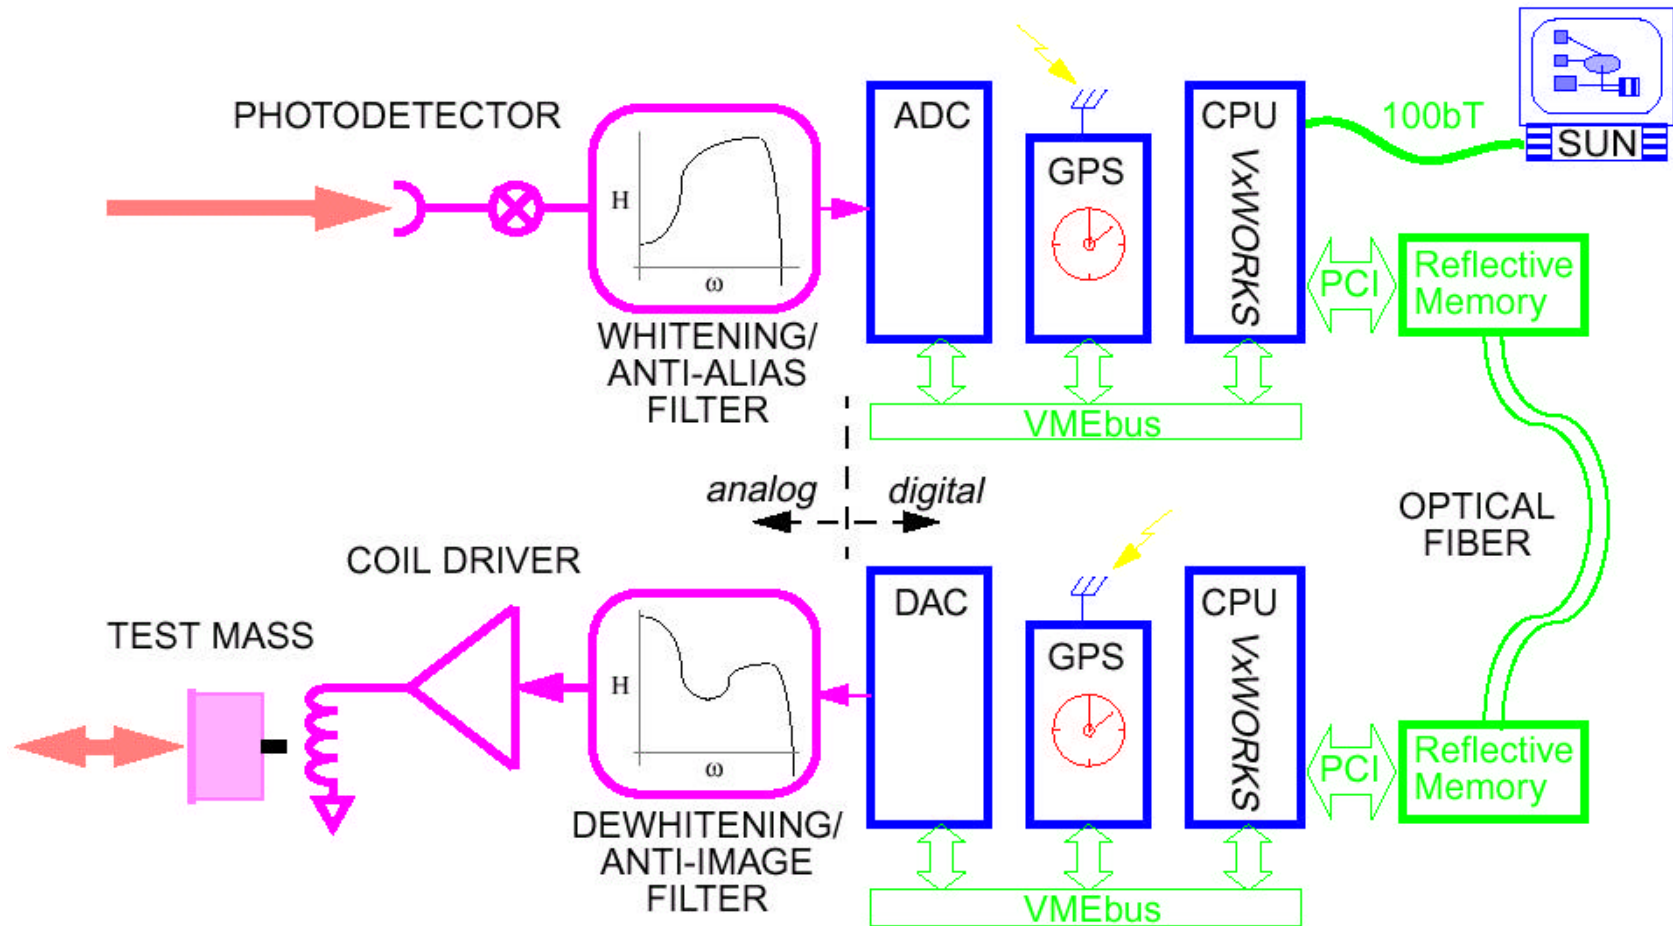 PHOTODETECTOR
H
ω
WHITENING/
ANTI-ALIAS
FILTER
ADC
GPS
CPU
VxWORKS
100bT
SUN
PCI
Reflective
Memory
VMEbus
analog
digital
OPTICAL
FIBER
COIL DRIVER
TEST MASS
H
ω
DEWHITENING/
ANTI-IMAGE
FILTER
DAC
GPS
CPU
VxWORKS
PCI
Reflective
Memory
VMEbus